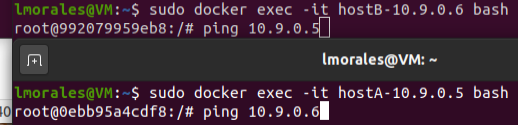 lmorales@VM:~$ sudo docker exec -it hostB-10.9.0.6 bash
root@992079959eb8:/# ping 10.9.0.5
lmorales@VM: ~
lmorales@VM:~$ sudo docker exec -it hostA-10.9.0.5 bash
40 root@0ebb95a4cdf8:/# ping 10.9.0.6